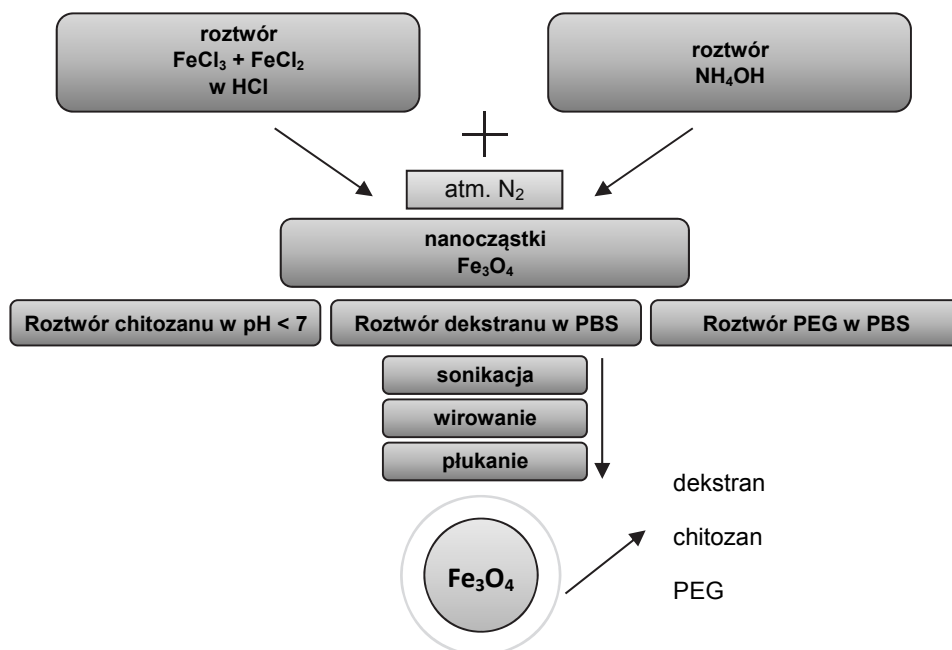 roztwór
FeCl₃ + FeCl₂
w HCl
roztwór
NH₄OH
atm. N₂
nanocząstki
Fe₃O₄
Roztwór chitozanu w pH < 7
Roztwór dekstranu w PBS
Roztwór PEG w PBS
sonikacja
wirowanie
płukanie
dekstran
chitozan
PEG
Fe₃O₄